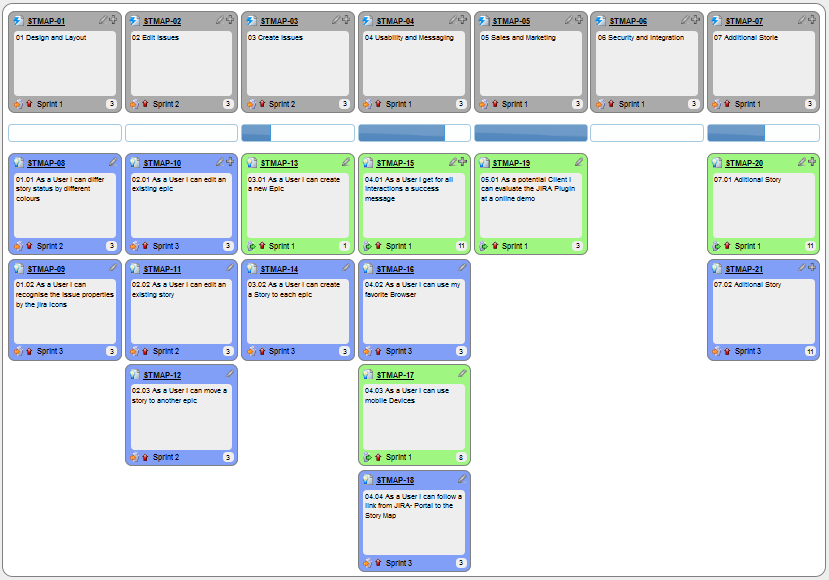 STMAP-01
01 Design and Layout
Sprint 1
3
STMAP-02
02 Edit Issues
Sprint 2
3
STMAP-03
03 Create Issues
Sprint 2
3
STMAP-04
04 Usability and Messaging
Sprint 1
3
STMAP-05
05 Sales and Marketing
Sprint 1
3
STMAP-06
06 Security and Integration
Sprint 1
3
STMAP-07
07 Additional Storie
Sprint 1
3
STMAP-08
01.01 As a User I can differ
story status by different
colours
Sprint 2
3
STMAP-10
02.01 As a User I can edit an
existing epic
Sprint 3
3
STMAP-13
03.01 As a User I can create
a new Epic
Sprint 1
1
STMAP-15
04.01 As a User I get for all
interactions a success
message
Sprint 1
11
STMAP-19
05.01 As a potential Client I
can evaluate the JIRA Plugin
at a online demo
Sprint 1
3
STMAP-20
07.01 Aditional Story
Sprint 1
11
STMAP-09
01.02 As a User I can
recognise the issue properties
by the jira icons
Sprint 3
3
STMAP-11
02.02 As a User I can edit an
existing story
Sprint 2
3
STMAP-14
03.02 As a User I can create
a Story to each epic
Sprint 3
3
STMAP-16
04.02 As a User I can use my
favorite Browser
Sprint 3
3
STMAP-21
07.02 Aditional Story
Sprint 3
11
STMAP-12
02.03 As a User I can move a
story to another epic
Sprint 2
3
STMAP-17
04.03 As a User I can use
mobile Devices
Sprint 1
8
STMAP-18
04.04 As a User I can follow a
link from JIRA- Portal to the
Story Map
Sprint 3
3